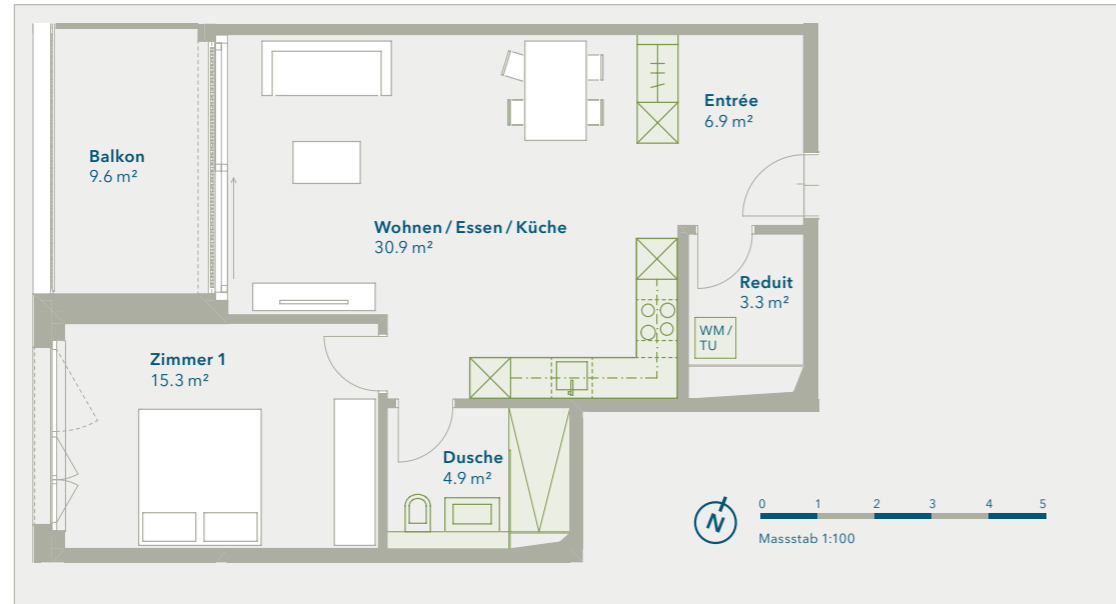 Entrée
6.9 m²
Balkon
9.6 m²
Wohnen / Essen / Küche
30.9 m²
Reduit
3.3 m²
WM /
TU
Zimmer 1
15.3 m²
Dusche
4.9 m²
N
0 1 2 3 4 5
Massstab 1:100